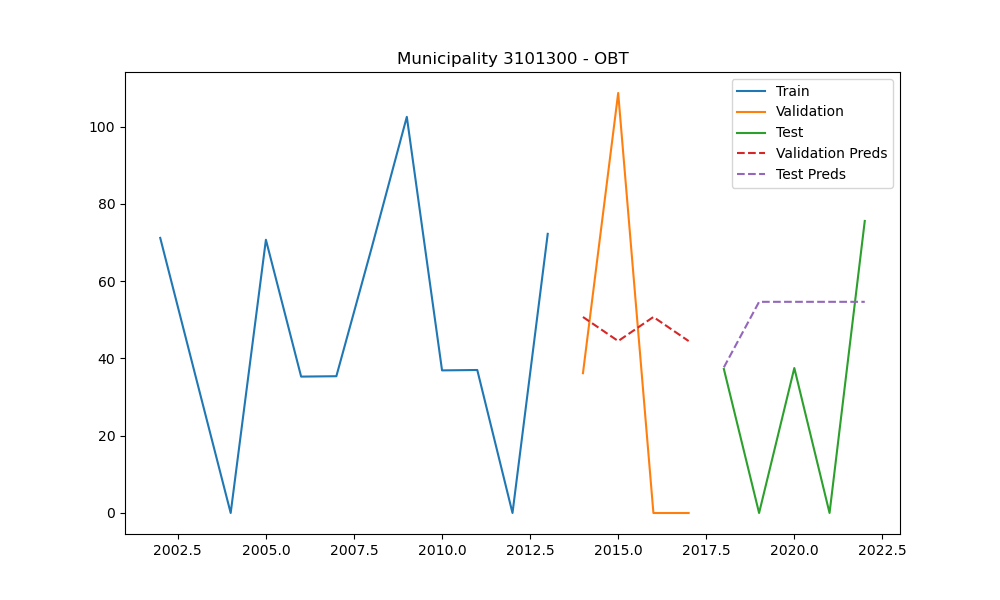 Municipality 3101300 - OBT
Train
Validation
Test
Validation Preds
Test Preds
100
80
60
40
20
0
2002.5 2005.0 2007.5 2010.0 2012.5 2015.0 2017.5 2020.0 2022.5